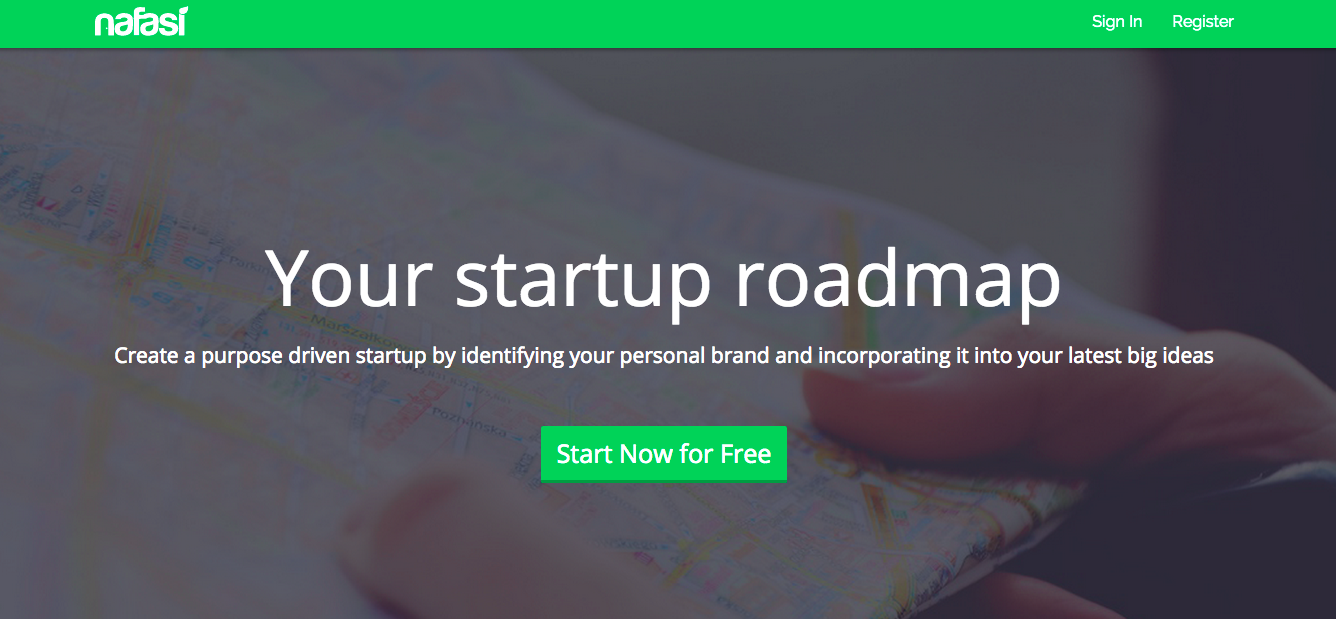 nafasi
Sign In
Register
Your startup roadmap
Create a purpose driven startup by identifying your personal brand and incorporating it into your latest big ideas
Start Now for Free
Poznańska